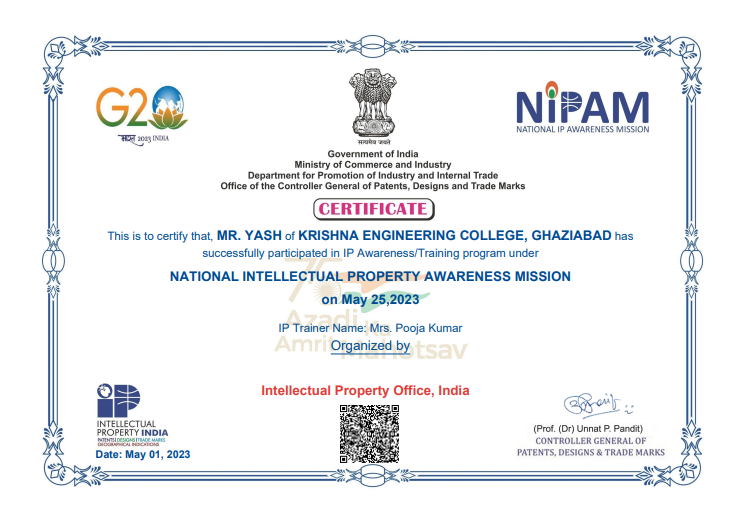 G20
भारत 2023 INDIA
सत्यमेव जयते
NIPAM
NATIONAL IP AWARENESS MISSION
Government of India
Ministry of Commerce and Industry
Department for Promotion of Industry and Internal Trade
Office of the Controller General of Patents, Designs and Trade Marks
CERTIFICATE
This is to certify that, MR. YASH of KRISHNA ENGINEERING COLLEGE, GHAZIABAD has
successfully participated in IP Awareness/Training program under
NATIONAL INTELLECTUAL PROPERTY AWARENESS MISSION
on May 25,2023
75
Azadi Ka
Amrit Mahotsav
IP Trainer Name: Mrs. Pooja Kumar
Organized by
Intellectual Property Office, India
IP
INTELLECTUAL
PROPERTY INDIA
PATENTS | DESIGNS | TRADE MARKS
GEOGRAPHICAL INDICATIONS
Date: May 01, 2023
(Prof. (Dr) Unnat P. Pandit)
CONTROLLER GENERAL OF
PATENTS, DESIGNS & TRADE MARKS